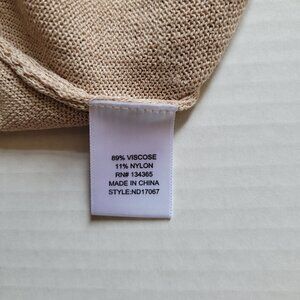 89% VISCOSE
11% NYLON
RN# 134365
MADE IN CHINA
STYLE:ND17067